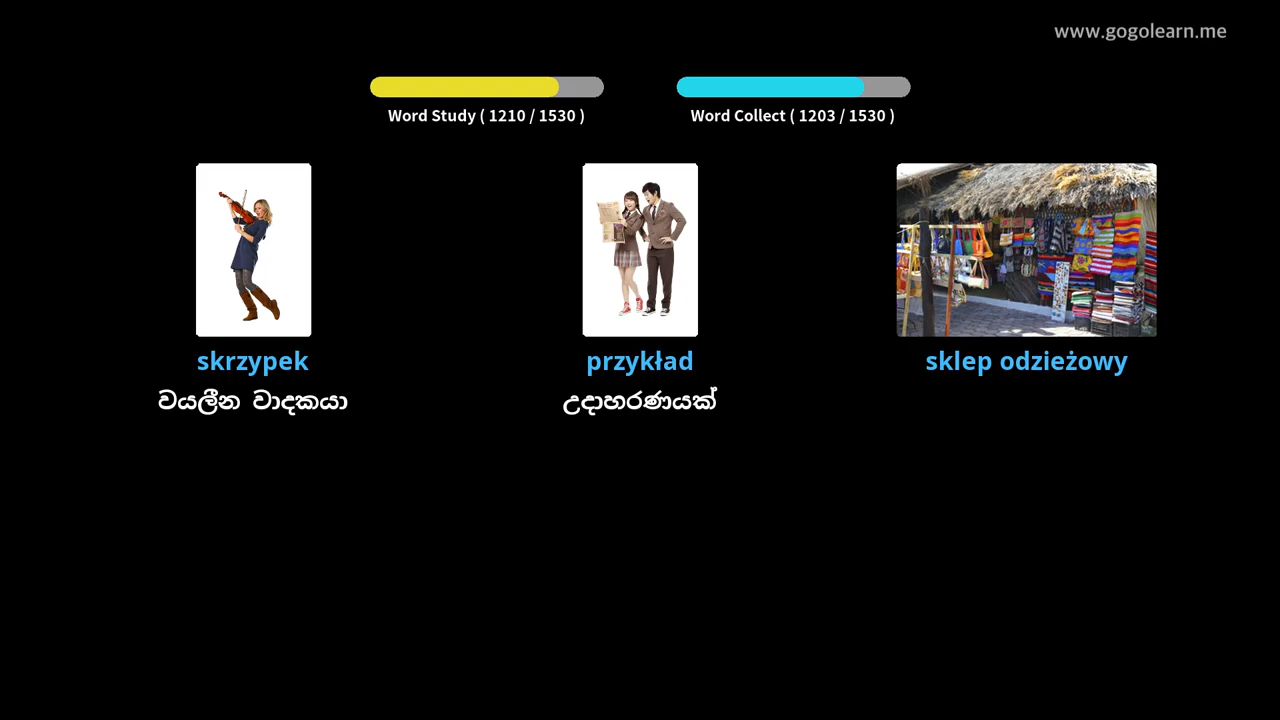 www.gogolearn.me
Word Study ( 1210 / 1530 )
Word Collect ( 1203 / 1530 )
skrzypek
przykład
sklep odzieżowy
වයලීන වාදකයා
උදාහරණයක්